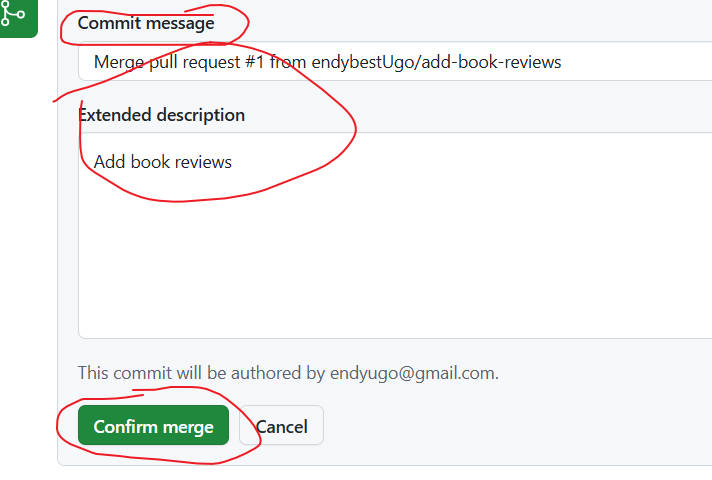 Commit message
Merge pull request #1 from endybestUgo/add-book-reviews
Extended description
Add book reviews
This commit will be authored by endyugo@gmail.com.
Confirm merge
Cancel